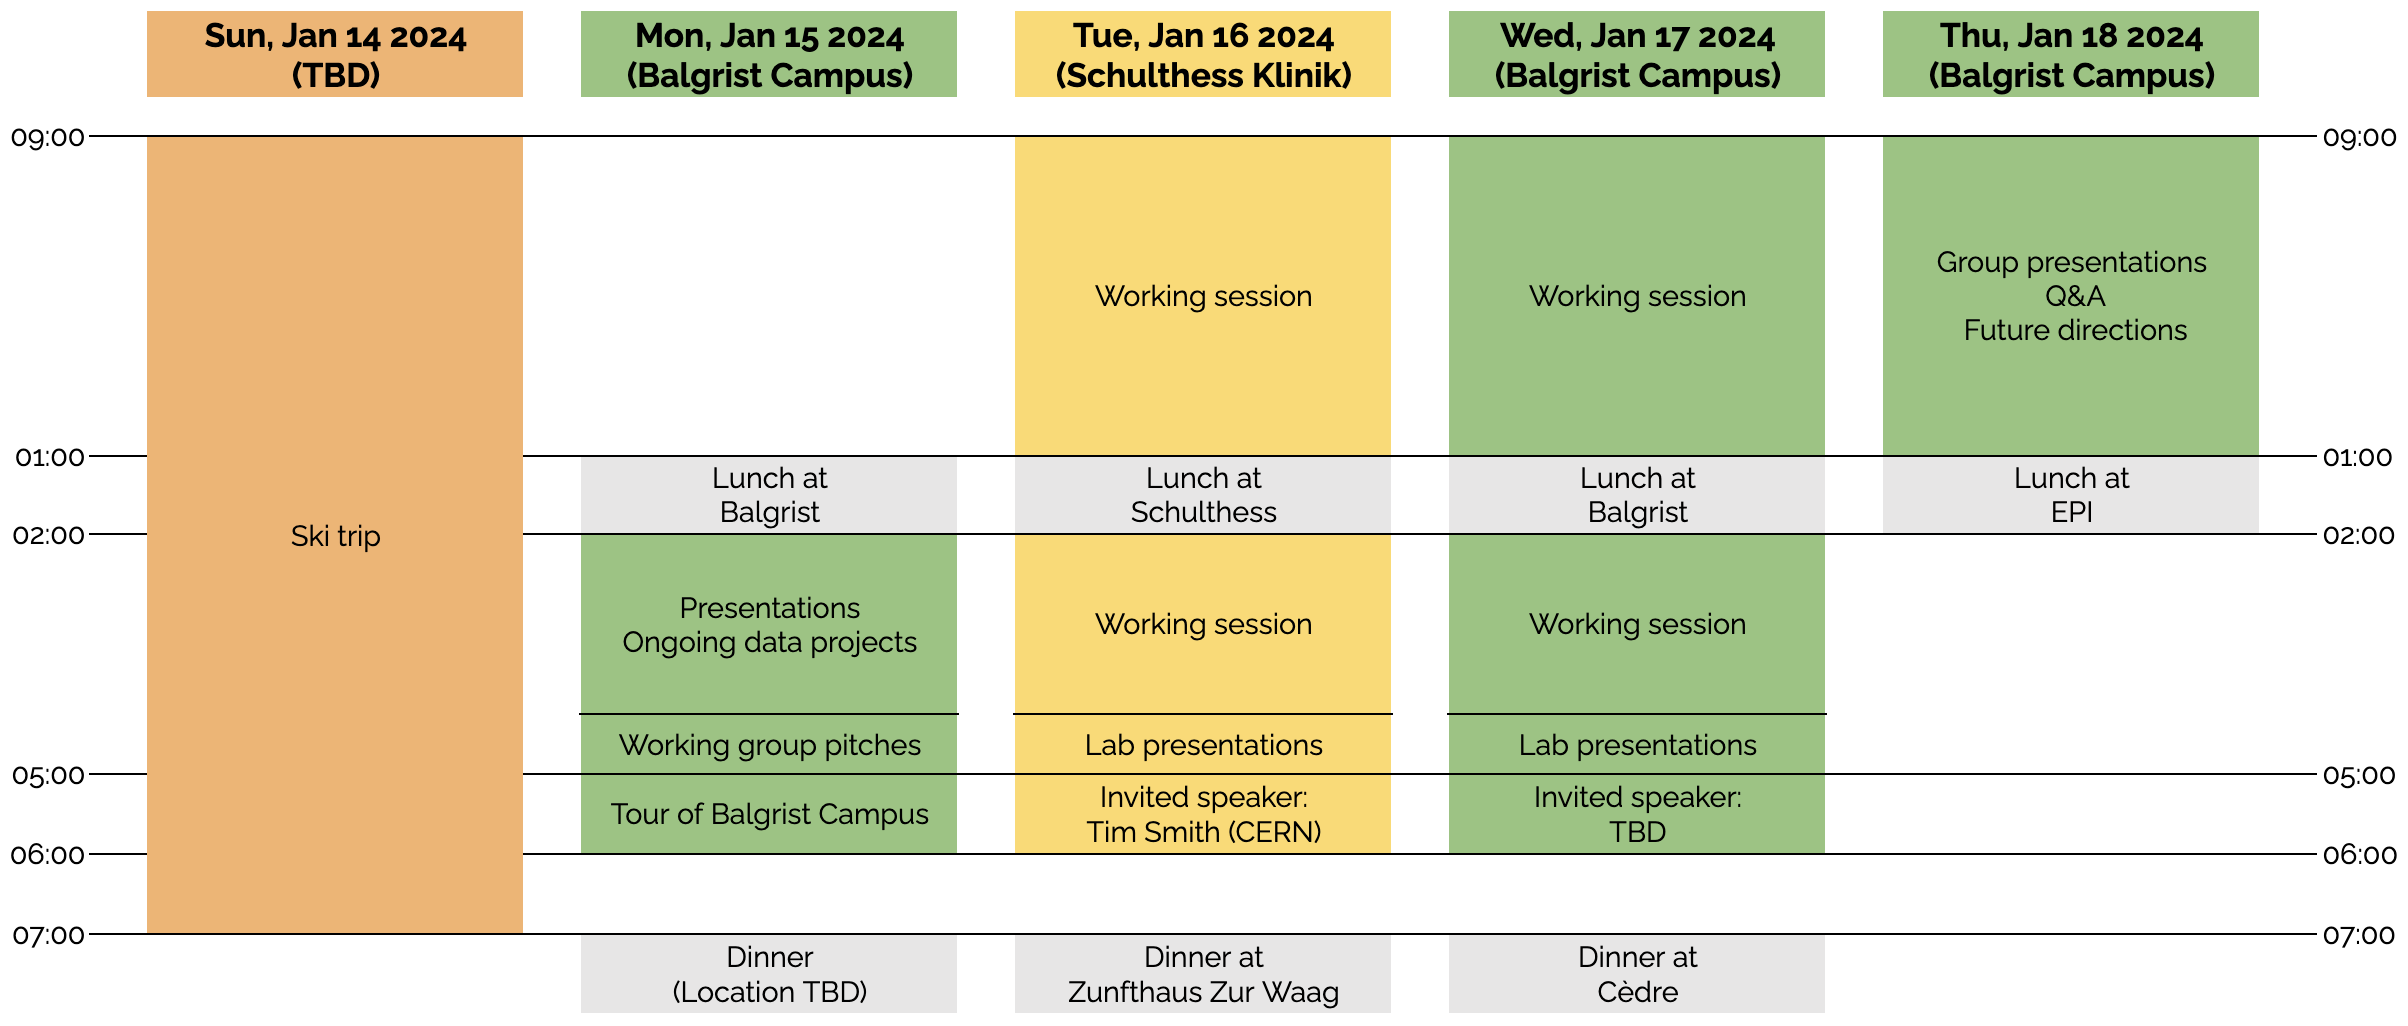 Sun, Jan 14 2024
(TBD)
Mon, Jan 15 2024
(Balgrist Campus)
Tue, Jan 16 2024
(Schulthess Klinik)
Wed, Jan 17 2024
(Balgrist Campus)
Thu, Jan 18 2024
(Balgrist Campus)
09:00
09:00
Working session
Working session
Group presentations
Q&A
Future directions
01:00
01:00
Lunch at
Balgrist
Lunch at
Schulthess
Lunch at
Balgrist
Lunch at
EPI
02:00
02:00
Ski trip
Presentations
Ongoing data projects
Working session
Working session
Working group pitches
Lab presentations
Lab presentations
05:00
05:00
Tour of Balgrist Campus
Invited speaker:
Tim Smith (CERN)
Invited speaker:
TBD
06:00
06:00
07:00
07:00
Dinner
(Location TBD)
Dinner at
Zunfthaus Zur Waag
Dinner at
Cèdre